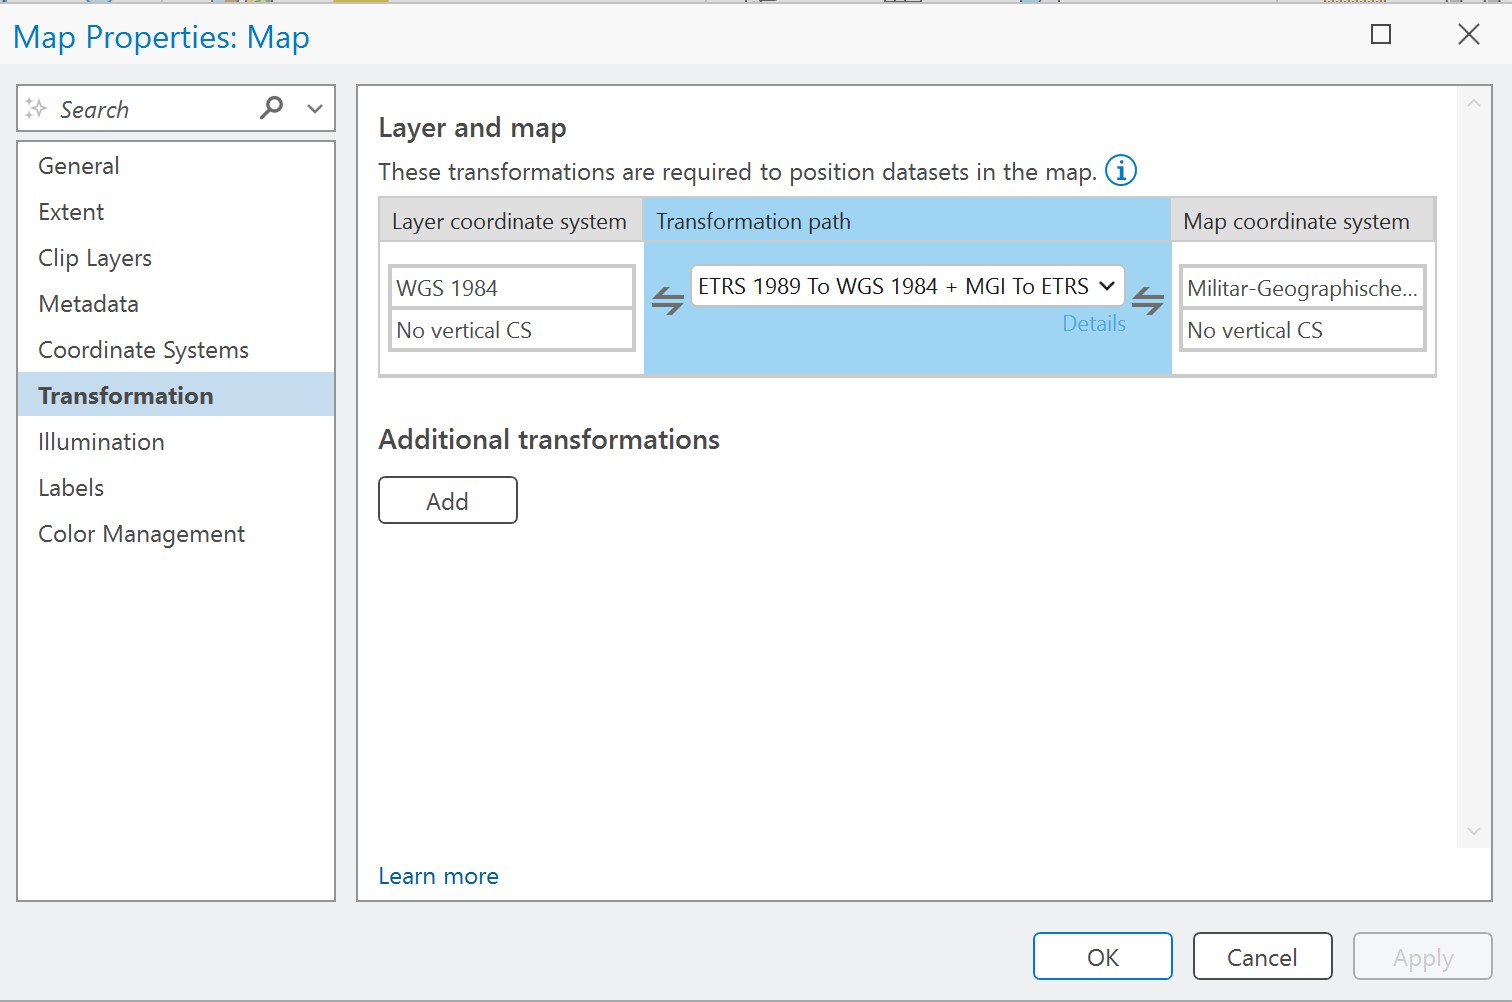 Map Properties: Map
Search
General
Extent
Clip Layers
Metadata
Coordinate Systems
Transformation
Illumination
Labels
Color Management
Layer and map
These transformations are required to position datasets in the map.
Layer coordinate system
Transformation path
Map coordinate system
WGS 1984
No vertical CS
ETRS 1989 To WGS 1984 + MGI To ETRS
Details
Militar-Geographische...
No vertical CS
Additional transformations
Add
Learn more
OK
Cancel
Apply